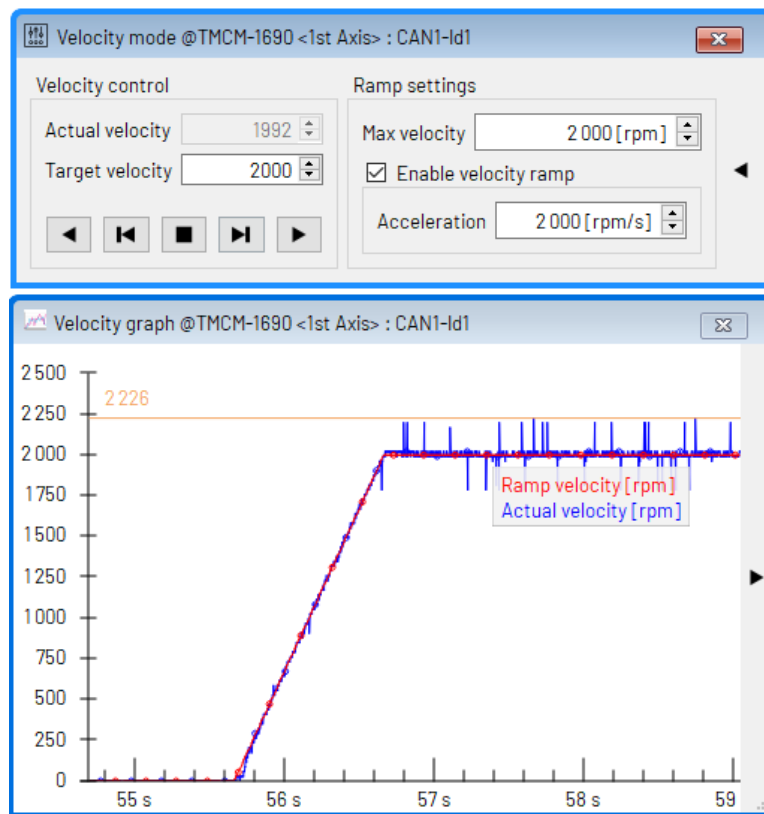 Velocity mode @TMCM-1690 <1st Axis> : CAN1-Id1
Velocity control
Actual velocity 1992
Target velocity 2000
Ramp settings
Max velocity 2 000 [rpm]
Enable velocity ramp
Acceleration 2 000 [rpm/s]
Velocity graph @TMCM-1690 <1st Axis> : CAN1-Id1
2 500
2 226
2 250
2 000
Ramp velocity [rpm]
Actual velocity [rpm]
1 750
1 500
1 250
1 000
750
500
250
0
55 s 56 s 57 s 58 s 59